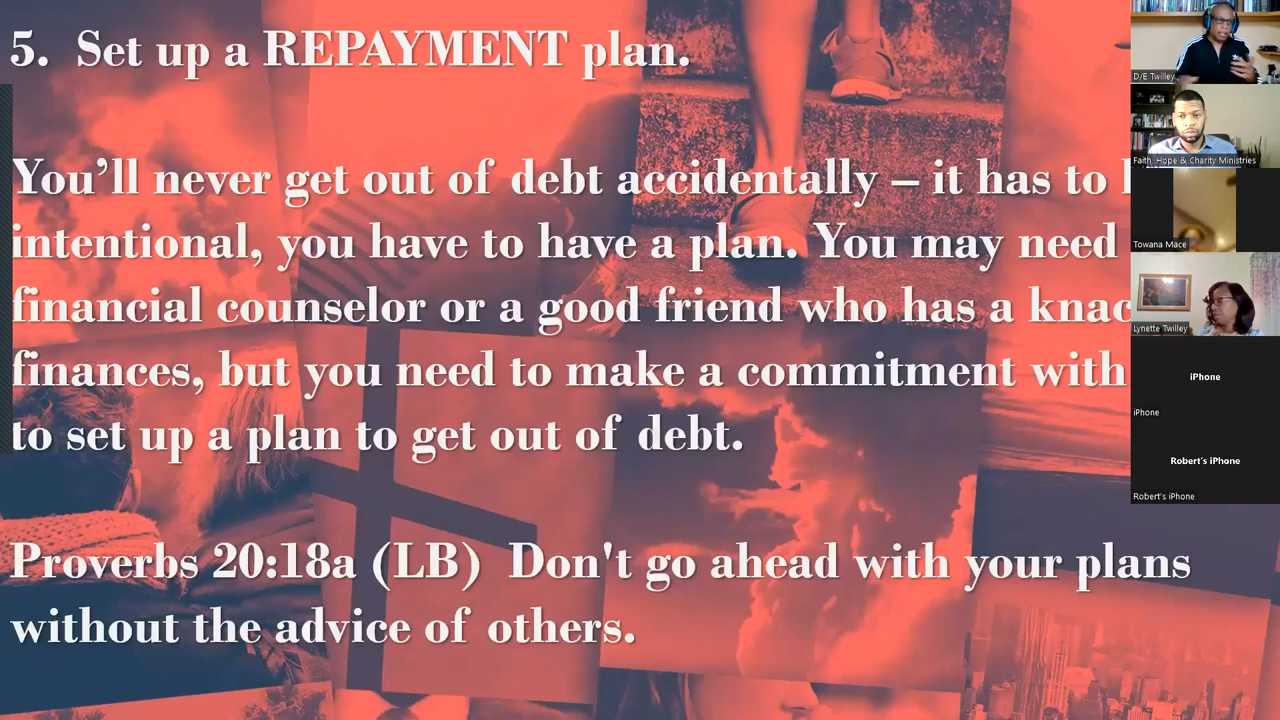 5. Set up a REPAYMENT plan.
You'll never get out of debt accidentally – it has to
intentional, you have to have a plan. You may need
financial counselor or a good friend who has a knac
finances, but you need to make a commitment with
to set up a plan to get out of debt.
Proverbs 20:18a (LB) Don't go ahead with your plans
without the advice of others.
D/E Twilley
Faith, Hope & Charity Ministries
Towana Mace
Lynette Twilley
iPhone
iPhone
Robert's iPhone
Robert's iPhone